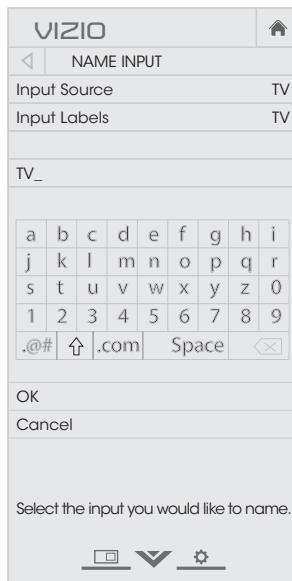 VIZIO
NAME INPUT
Input Source TV
Input Labels TV
TV_
a b c d e f g h i
j k l m n o p q r
s t u v w x y z 0
1 2 3 4 5 6 7 8 9
.@# .com Space
OK
Cancel
Select the input you would like to name.